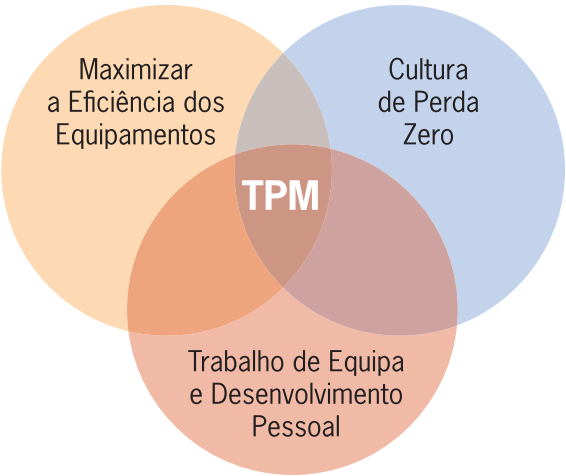 Maximizar
a Eficiência dos
Equipamentos
Cultura
de Perda
Zero
TPM
Trabalho de Equipa
e Desenvolvimento
Pessoal